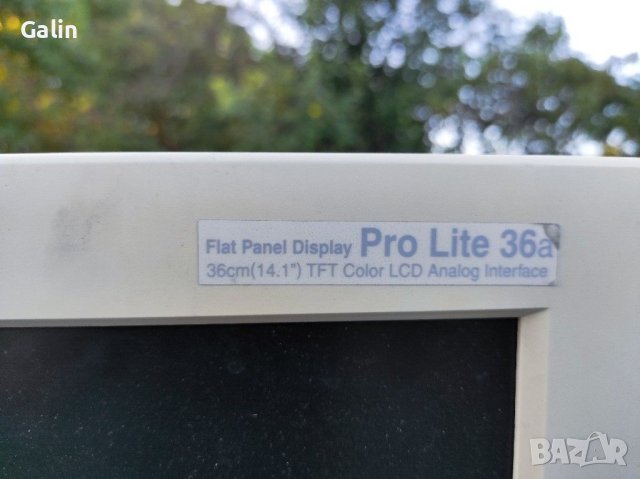 Galin
Flat Panel Display Pro Lite 36a
36cm(14.1") TFT Color LCD Analog Interface
BAZAR